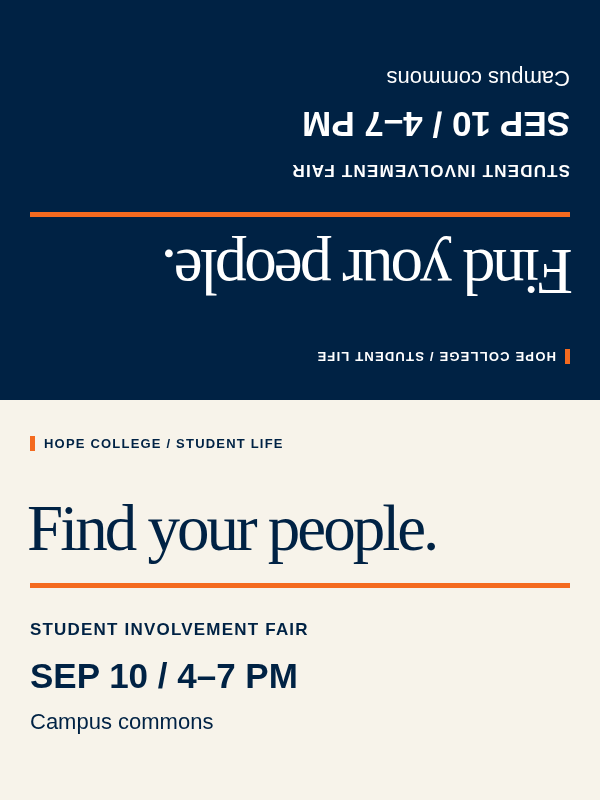 HOPE COLLEGE / STUDENT LIFE
Find your people.
STUDENT INVOLVEMENT FAIR
SEP 10 / 4–7 PM
Campus commons
HOPE COLLEGE / STUDENT LIFE
Find your people.
STUDENT INVOLVEMENT FAIR
SEP 10 / 4–7 PM
Campus commons